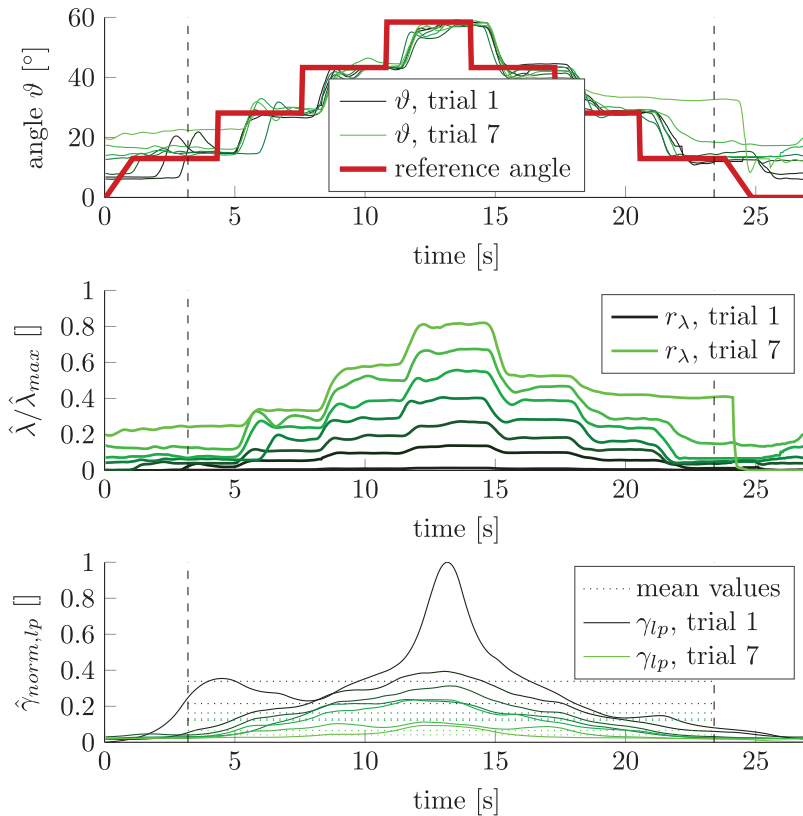 angle ϑ [°]
60
40
20
0
ϑ, trial 1
ϑ, trial 7
reference angle
0 5 10 15 20 25
time [s]
λ̂/λ̂max []
1
0.8
0.6
0.4
0.2
0
rλ, trial 1
rλ, trial 7
0 5 10 15 20 25
time [s]
γ̂norm,lp []
1
0.8
0.6
0.4
0.2
0
mean values
γlp, trial 1
γlp, trial 7
0 5 10 15 20 25
time [s]